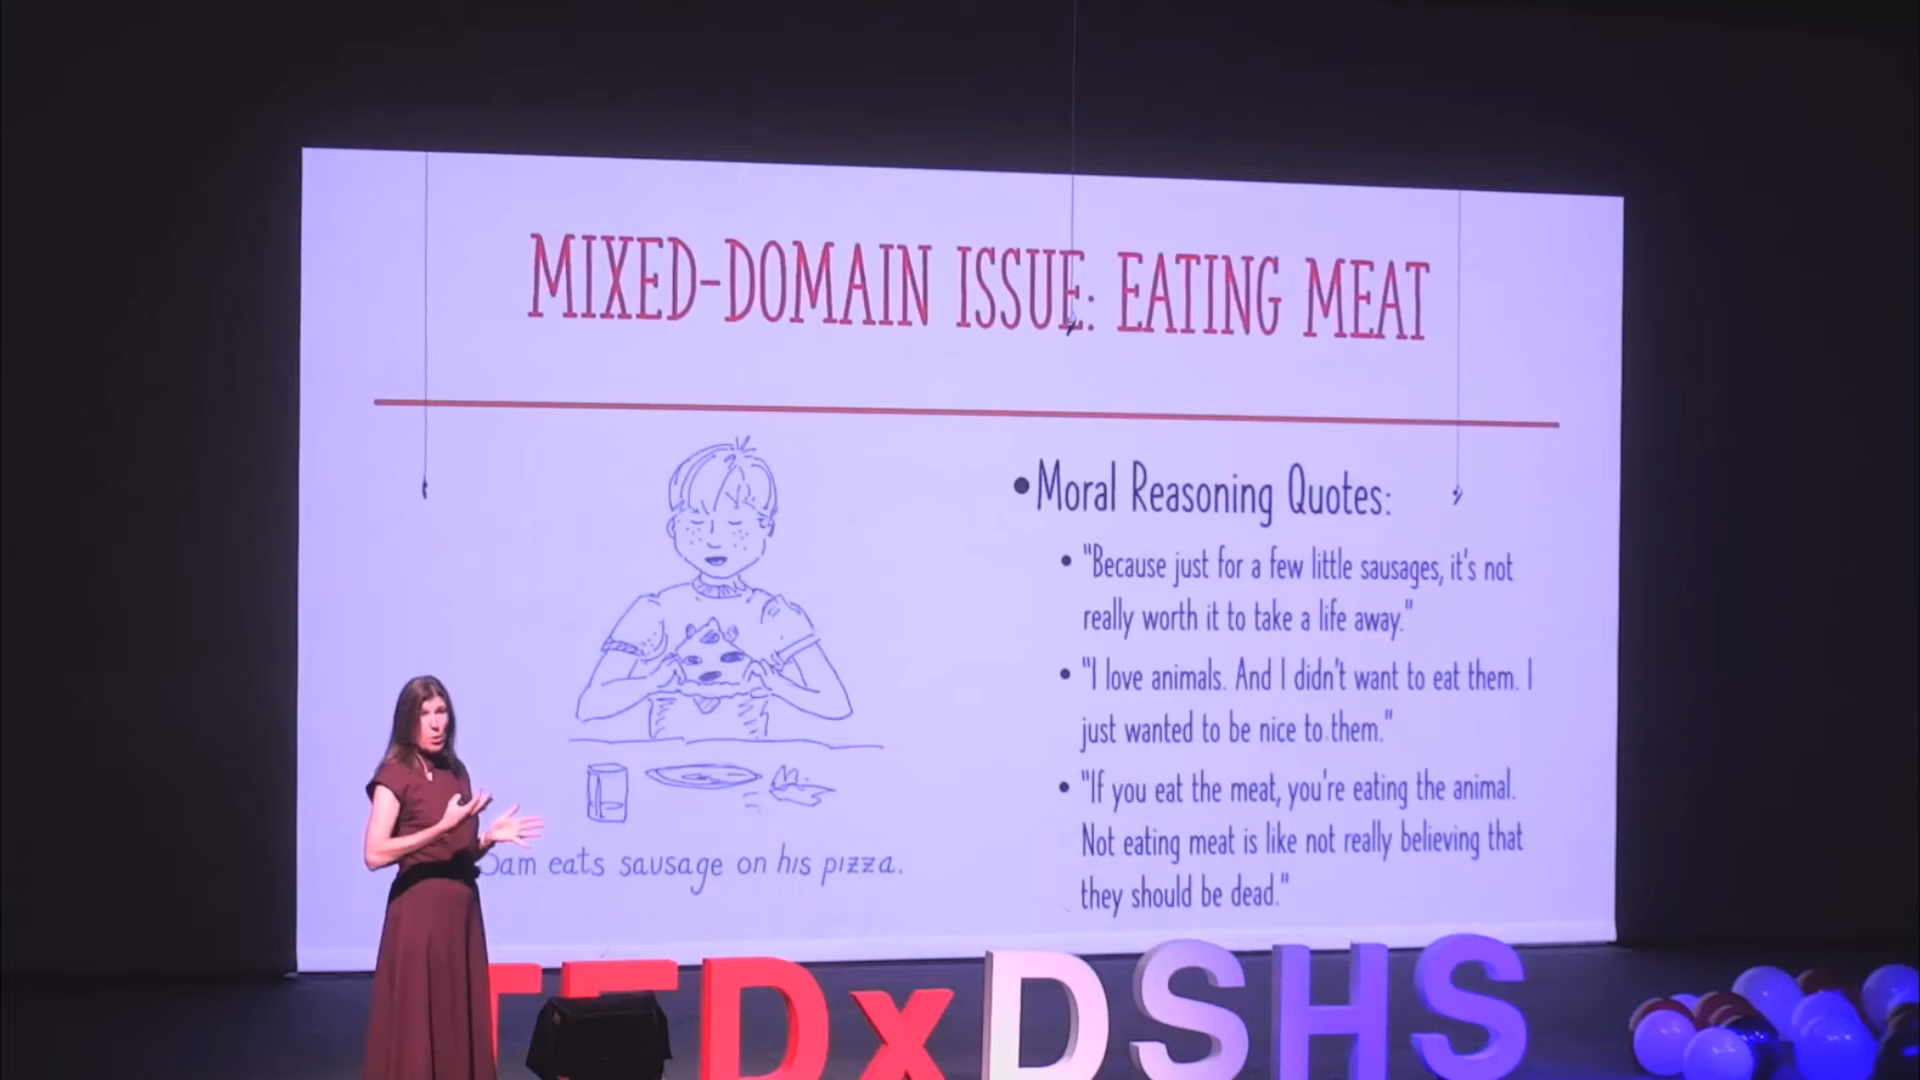 MIXED-DOMAIN ISSUE: EATING MEAT
• Moral Reasoning Quotes:
• "Because just for a few little sausages, it's not
really worth it to take a life away."
• "I love animals. And I didn't want to eat them. I
just wanted to be nice to them."
• "If you eat the meat, you're eating the animal.
Not eating meat is like not really believing that
they should be dead."
Sam eats sausage on his pizza.
TEDxDSHS